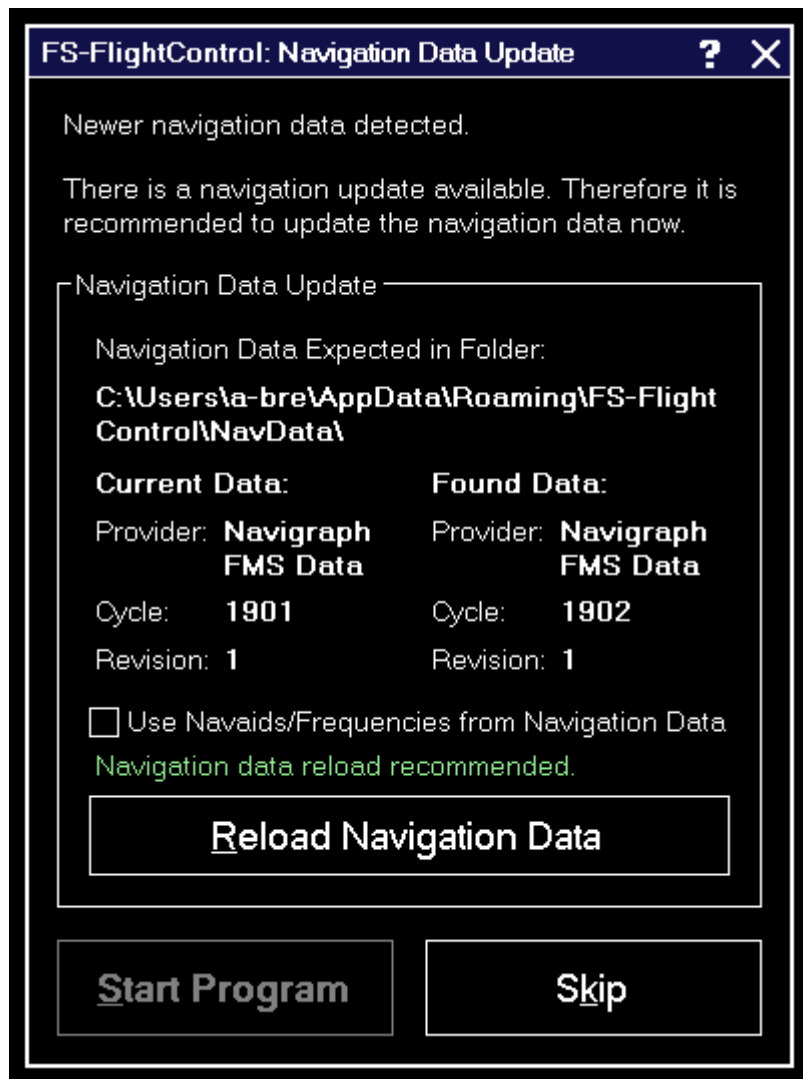 FS-FlightControl: Navigation Data Update ? X
Newer navigation data detected.
There is a navigation update available. Therefore it is
recommended to update the navigation data now.
Navigation Data Update
Navigation Data Expected in Folder:
C:\Users\a-bre\AppData\Roaming\FS-Flight
Control\NavData\
Current Data: Found Data:
Provider: Navigraph Provider: Navigraph
FMS Data FMS Data
Cycle: 1901 Cycle: 1902
Revision: 1 Revision: 1
Use Navaids/Frequencies from Navigation Data
Navigation data reload recommended.
Reload Navigation Data
Start Program Skip